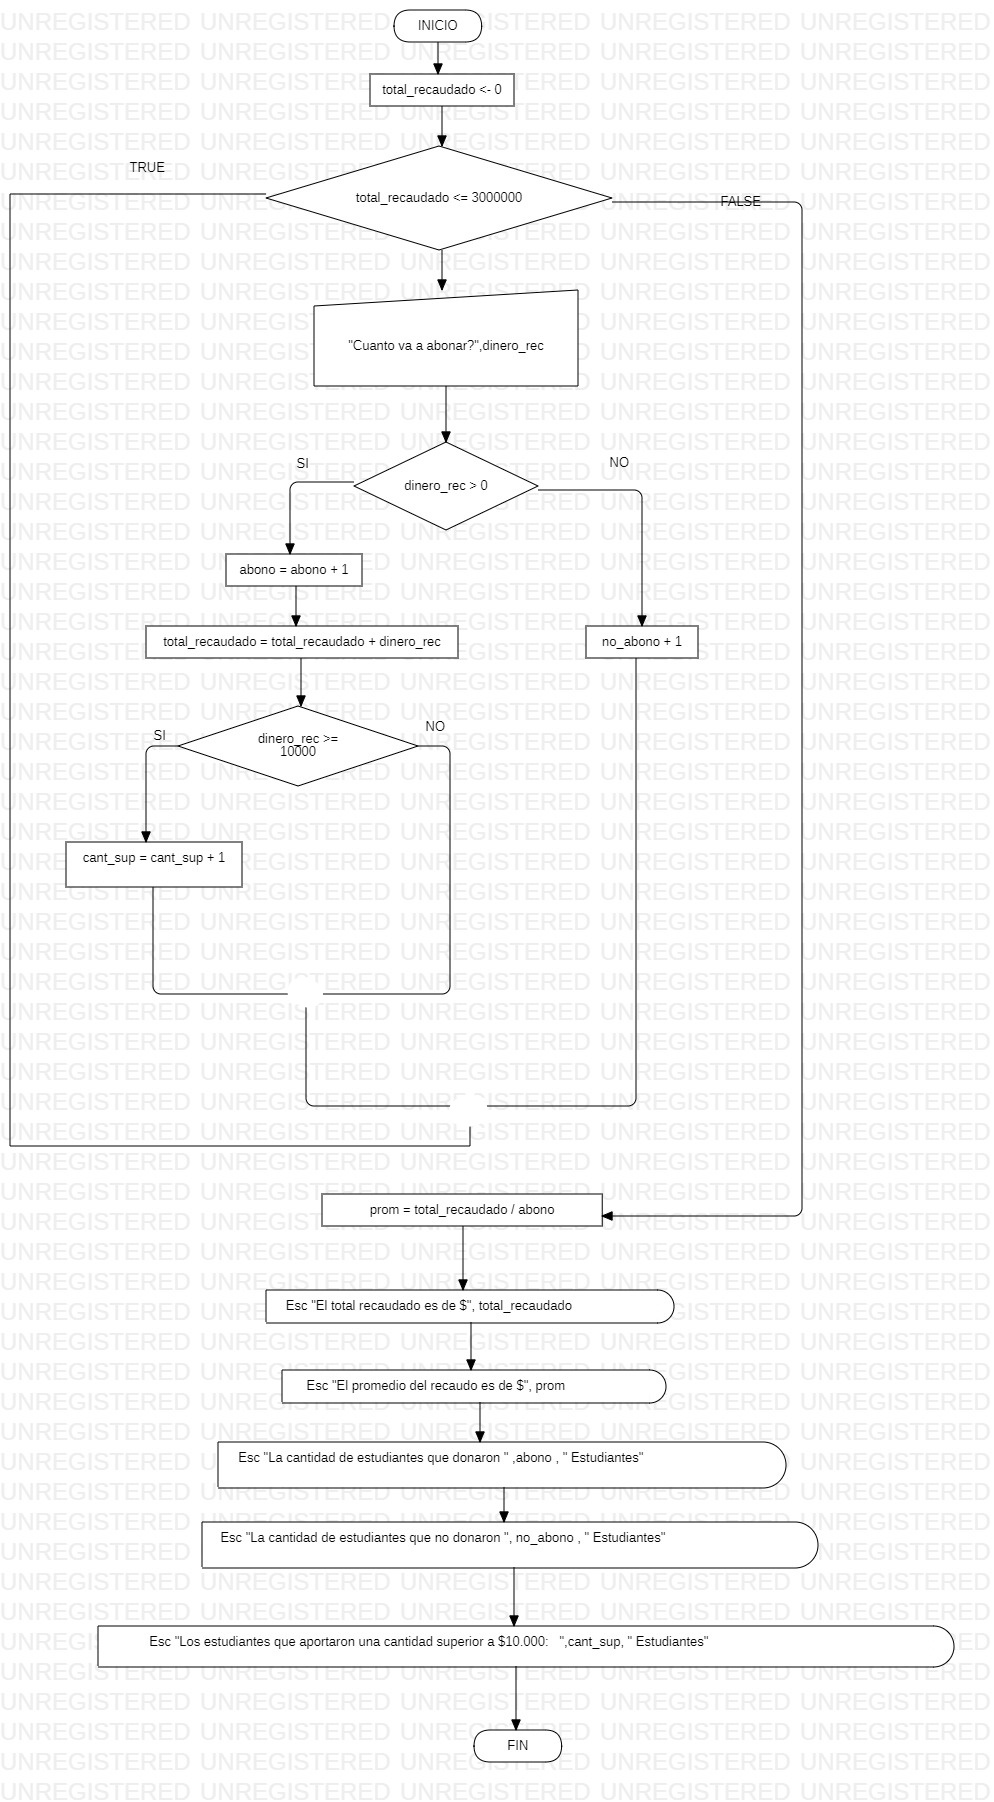 INICIO
total_recaudado <- 0
TRUE
total_recaudado <= 3000000
FALSE
"Cuanto va a abonar?",dinero_rec
SI
NO
dinero_rec > 0
abono = abono + 1
total_recaudado = total_recaudado + dinero_rec
no_abono + 1
SI
NO
dinero_rec >=
10000
cant_sup = cant_sup + 1
prom = total_recaudado / abono
Esc "El total recaudado es de $", total_recaudado
Esc "El promedio del recaudo es de $", prom
Esc "La cantidad de estudiantes que donaron " ,abono , " Estudiantes"
Esc "La cantidad de estudiantes que no donaron ", no_abono , " Estudiantes"
Esc "Los estudiantes que aportaron una cantidad superior a $10.000:   ",cant_sup, " Estudiantes"
FIN
UNREGISTERED